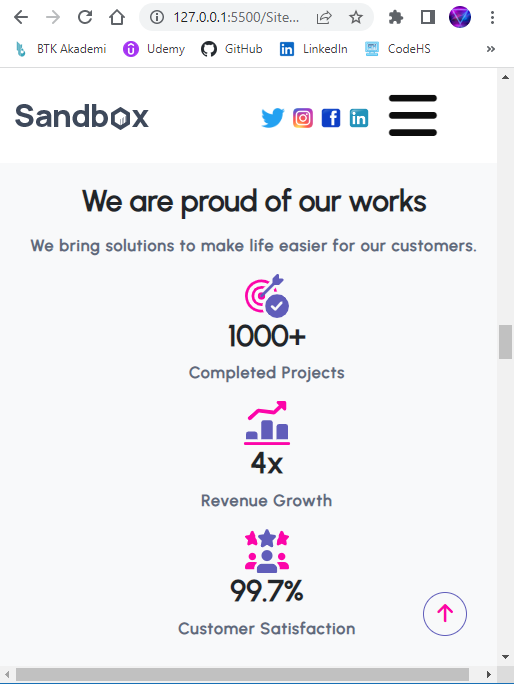 127.0.0.1:5500/Site...
BTK Akademi Udemy GitHub LinkedIn CodeHS »
Sandbox
We are proud of our works
We bring solutions to make life easier for our customers.
1000+
Completed Projects
4x
Revenue Growth
99.7%
Customer Satisfaction